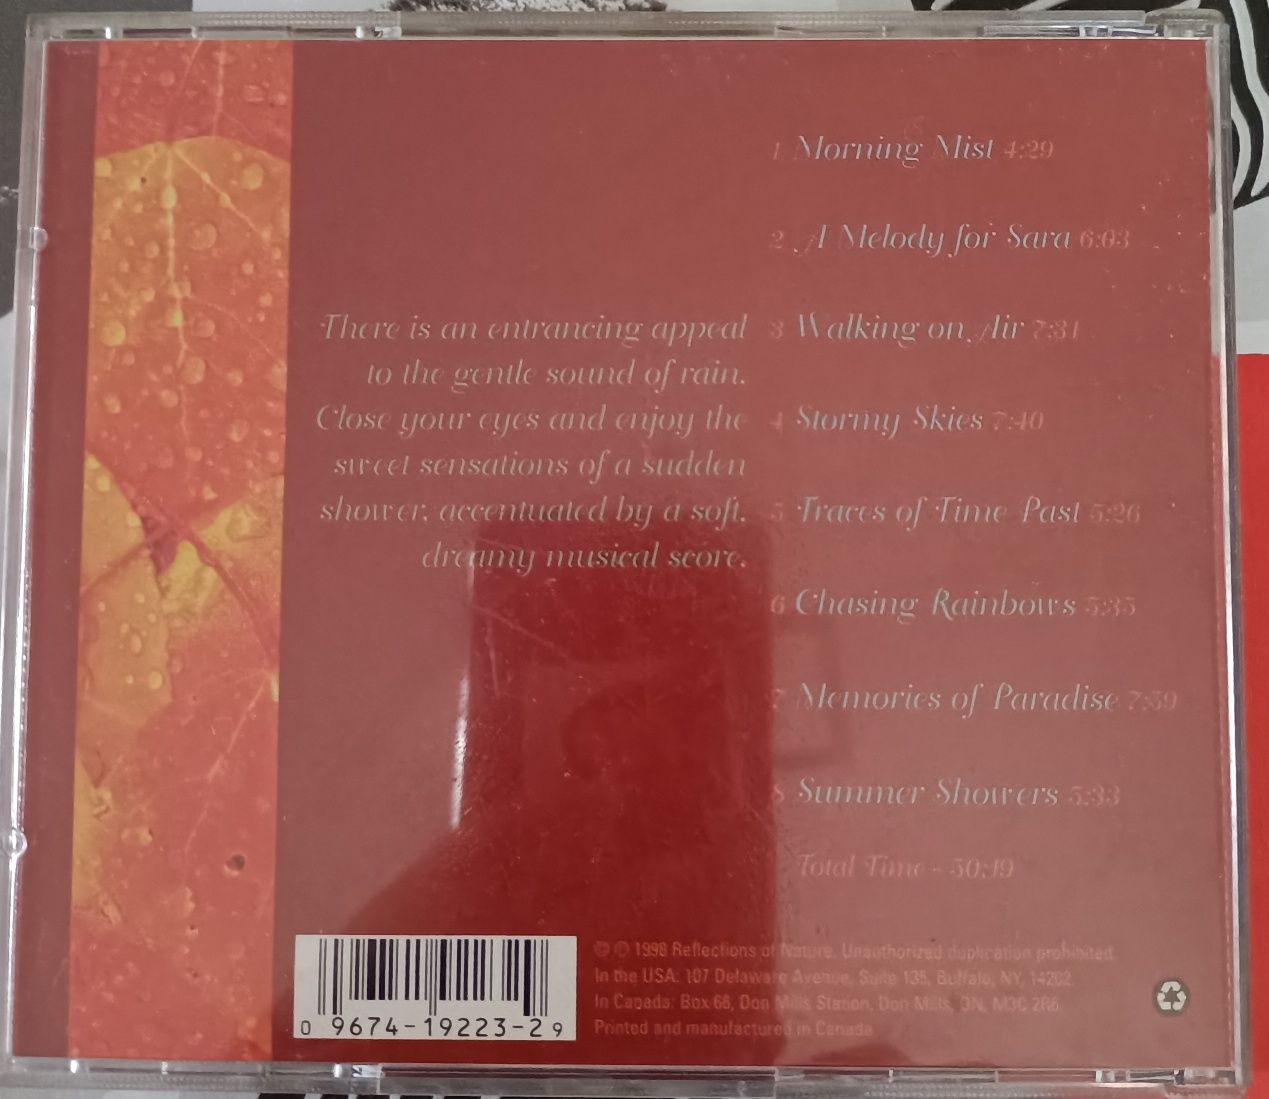 There is an entrancing appeal
to the gentle sound of rain.
Close your eyes and enjoy the
sweet sensations of a sudden
shower, accentuated by a soft,
dreamy musical score.
1 Morning Mist 4:29
2 A Melody for Sara 6:03
3 Walking on Air 7:31
4 Stormy Skies 7:40
5 Traces of Time Past 5:26
6 Chasing Rainbows 5:35
7 Memories of Paradise 7:59
8 Summer Showers 5:33
Total Time - 50:19
0 9674-19223-2 9
℗ © 1998 Reflections of Nature. Unauthorized duplication prohibited.
In the USA: 107 Delaware Avenue, Suite 135, Buffalo, NY, 14202.
In Canada: Box 66, Don Mills Station, Don Mills, ON, M3C 2R6.
Printed and manufactured in Canada